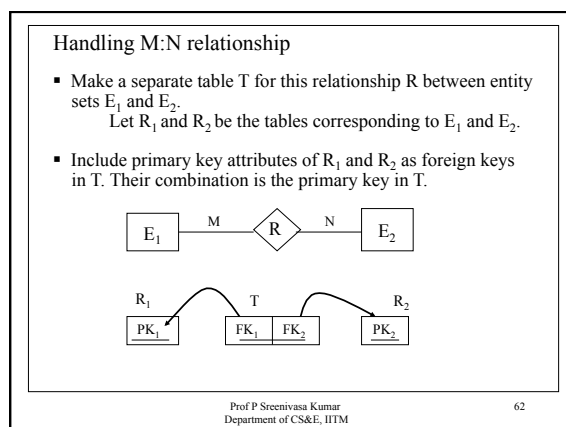 Handling M:N relationship
▪ Make a separate table T for this relationship R between entity
sets E₁ and E₂.
Let R₁ and R₂ be the tables corresponding to E₁ and E₂.
▪ Include primary key attributes of R₁ and R₂ as foreign keys
in T. Their combination is the primary key in T.
E₁ M R N E₂
R₁ T R₂
PK₁ FK₁ FK₂ PK₂
Prof P Sreenivasa Kumar 62
Department of CS&E, IITM